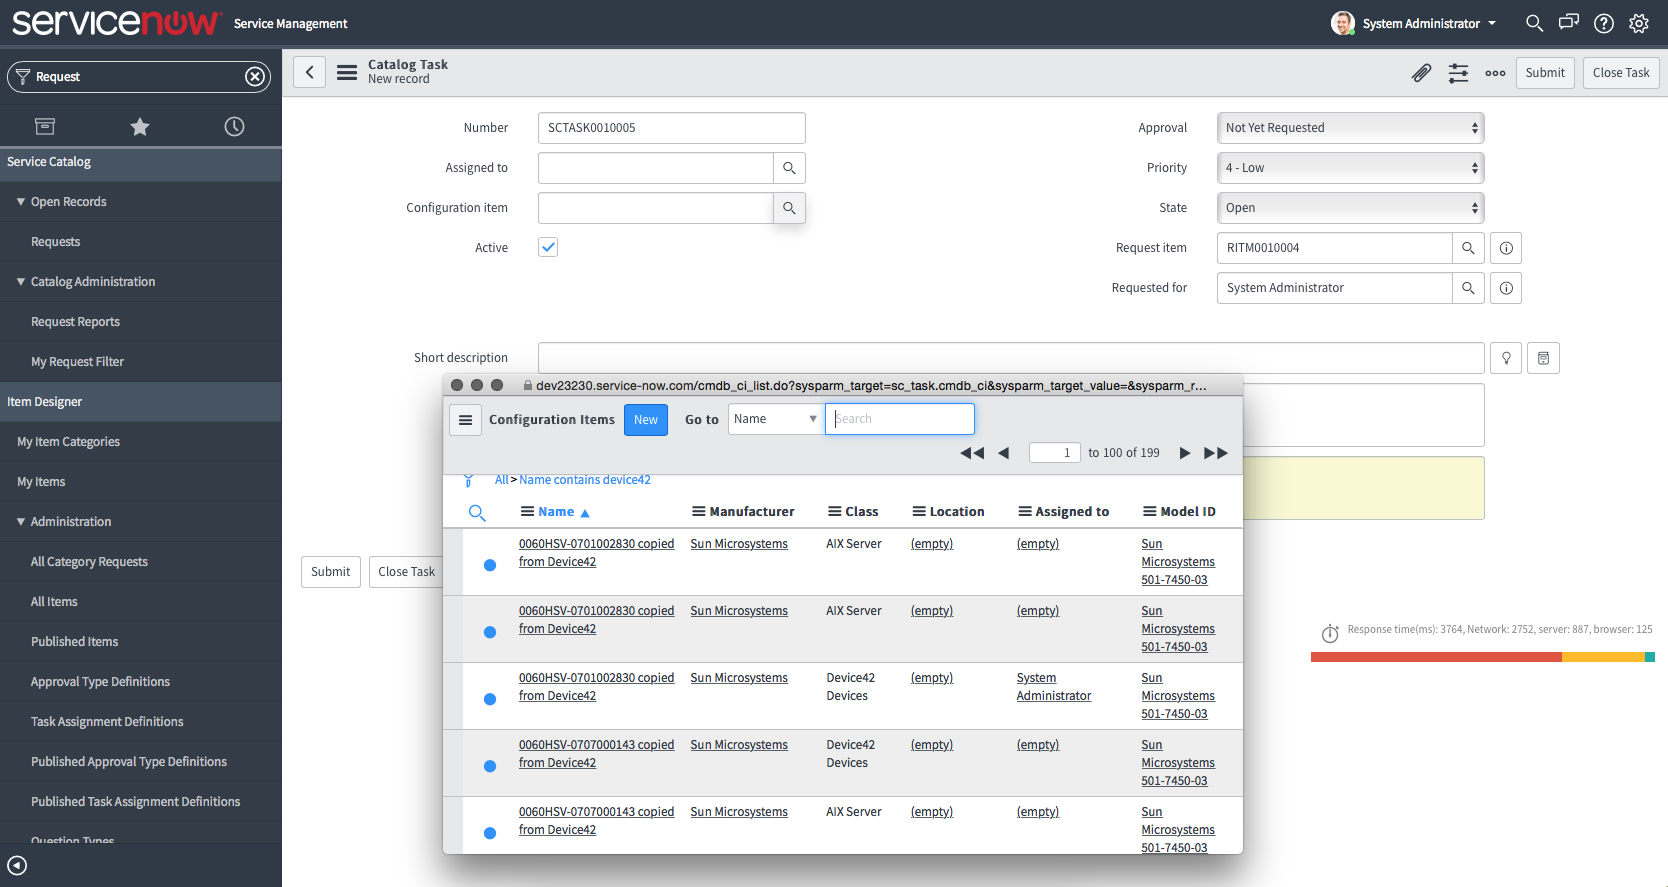 servicenow Service Management
System Administrator
Request
Service Catalog
Open Records
Requests
Catalog Administration
Request Reports
My Request Filter
Item Designer
My Item Categories
My Items
Administration
All Category Requests
All Items
Published Items
Approval Type Definitions
Task Assignment Definitions
Published Approval Type Definitions
Published Task Assignment Definitions
Question Types
Catalog Task
New record
Submit
Close Task
Number
SCTASK0010005
Assigned to
Configuration item
Active
Approval
Not Yet Requested
Priority
4 - Low
State
Open
Request item
RITM0010004
Requested for
System Administrator
Short description
Submit
Close Task
dev23230.service-now.com/cmdb_ci_list.do?sysparm_target=sc_task.cmdb_ci&sysparm_target_value=&sysparm_r...
Configuration Items New Go to Name Search
1 to 100 of 199
All > Name contains device42
Name Manufacturer Class Location Assigned to Model ID
0060HSV-0701002830 copied Sun Microsystems AIX Server (empty) (empty) Sun
from Device42 Microsystems
501-7450-03
0060HSV-0701002830 copied Sun Microsystems AIX Server (empty) (empty) Sun
from Device42 Microsystems
501-7450-03
0060HSV-0701002830 copied Sun Microsystems Device42 (empty) System Sun
from Device42 Devices Administrator Microsystems
501-7450-03
0060HSV-0707000143 copied Sun Microsystems Device42 (empty) (empty) Sun
from Device42 Devices Microsystems
501-7450-03
0060HSV-0707000143 copied Sun Microsystems AIX Server (empty) (empty) Sun
from Device42 Microsystems
501-7450-03
Response time(ms): 3764, Network: 2752, server: 887, browser: 125